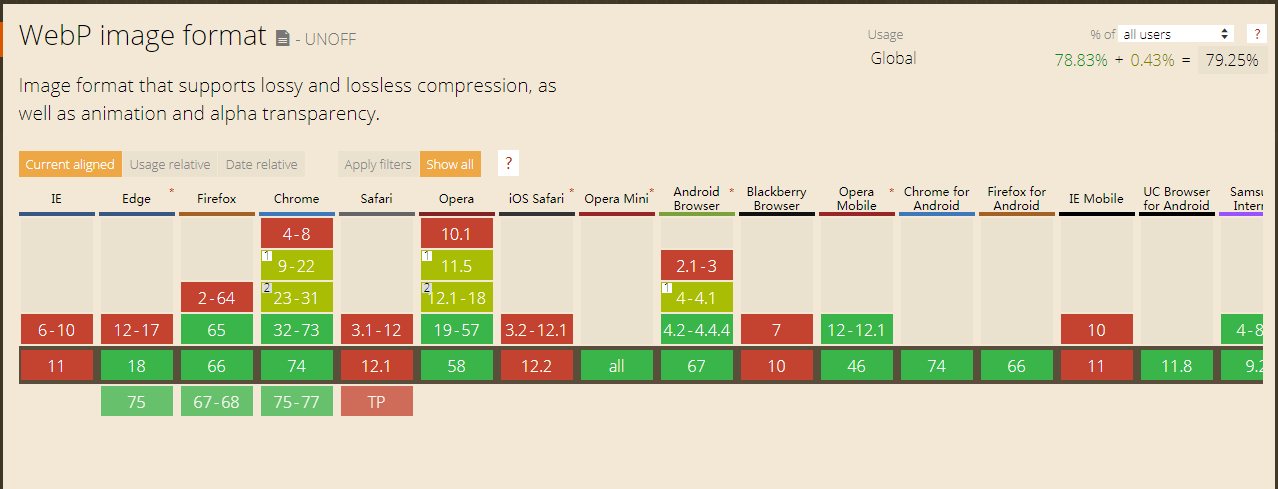 WebP image format - UNOFF
Usage % of all users ?
Global 78.83% + 0.43% = 79.25%
Image format that supports lossy and lossless compression, as
well as animation and alpha transparency.
Current aligned Usage relative Date relative Apply filters Show all ?
IE Edge * Firefox Chrome Safari Opera iOS Safari * Opera Mini * Android Browser * Blackberry Browser Opera Mobile * Chrome for Android Firefox for Android IE Mobile UC Browser for Android
4-8 10.1
1 9-22 1 11.5 2.1-3
2-64 2 23-31 2 12.1-18 1 4-4.1
6-10 12-17 65 32-73 3.1-12 19-57 3.2-12.1 4.2-4.4.4 7 12-12.1 10 4-8
11 18 66 74 12.1 58 12.2 all 67 10 46 74 66 11 11.8 9.2
75 67-68 75-77 TP